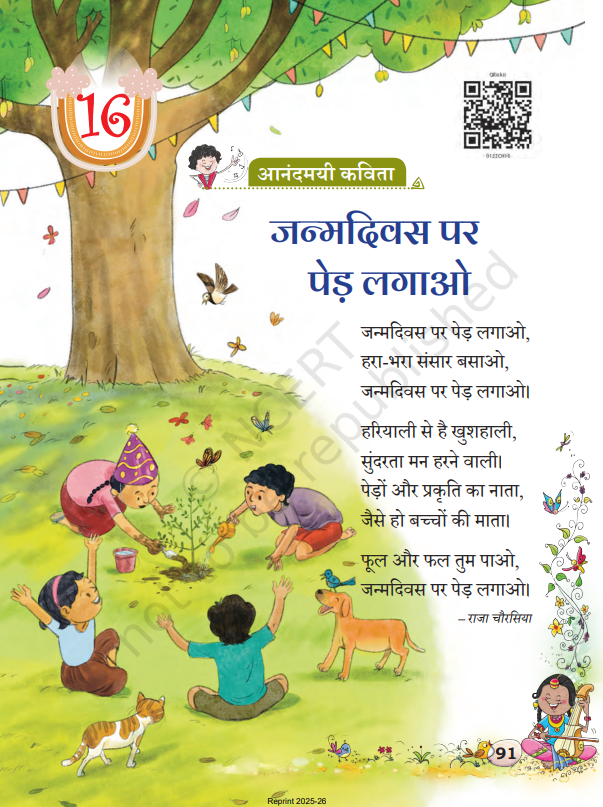 16
आनंदमयी कविता
जन्मदिवस पर
पेड़ लगाओ
जन्मदिवस पर पेड़ लगाओ,
हरा-भरा संसार बसाओ,
जन्मदिवस पर पेड़ लगाओ।
हरियाली से है खुशहाली,
सुंदरता मन हरने वाली।
पेड़ों और प्रकृति का नाता,
जैसे हो बच्चों की माता।
फूल और फल तुम पाओ,
जन्मदिवस पर पेड़ लगाओ।
– राजा चौरसिया
© NCERT
not to be republished
91
Reprint 2025-26